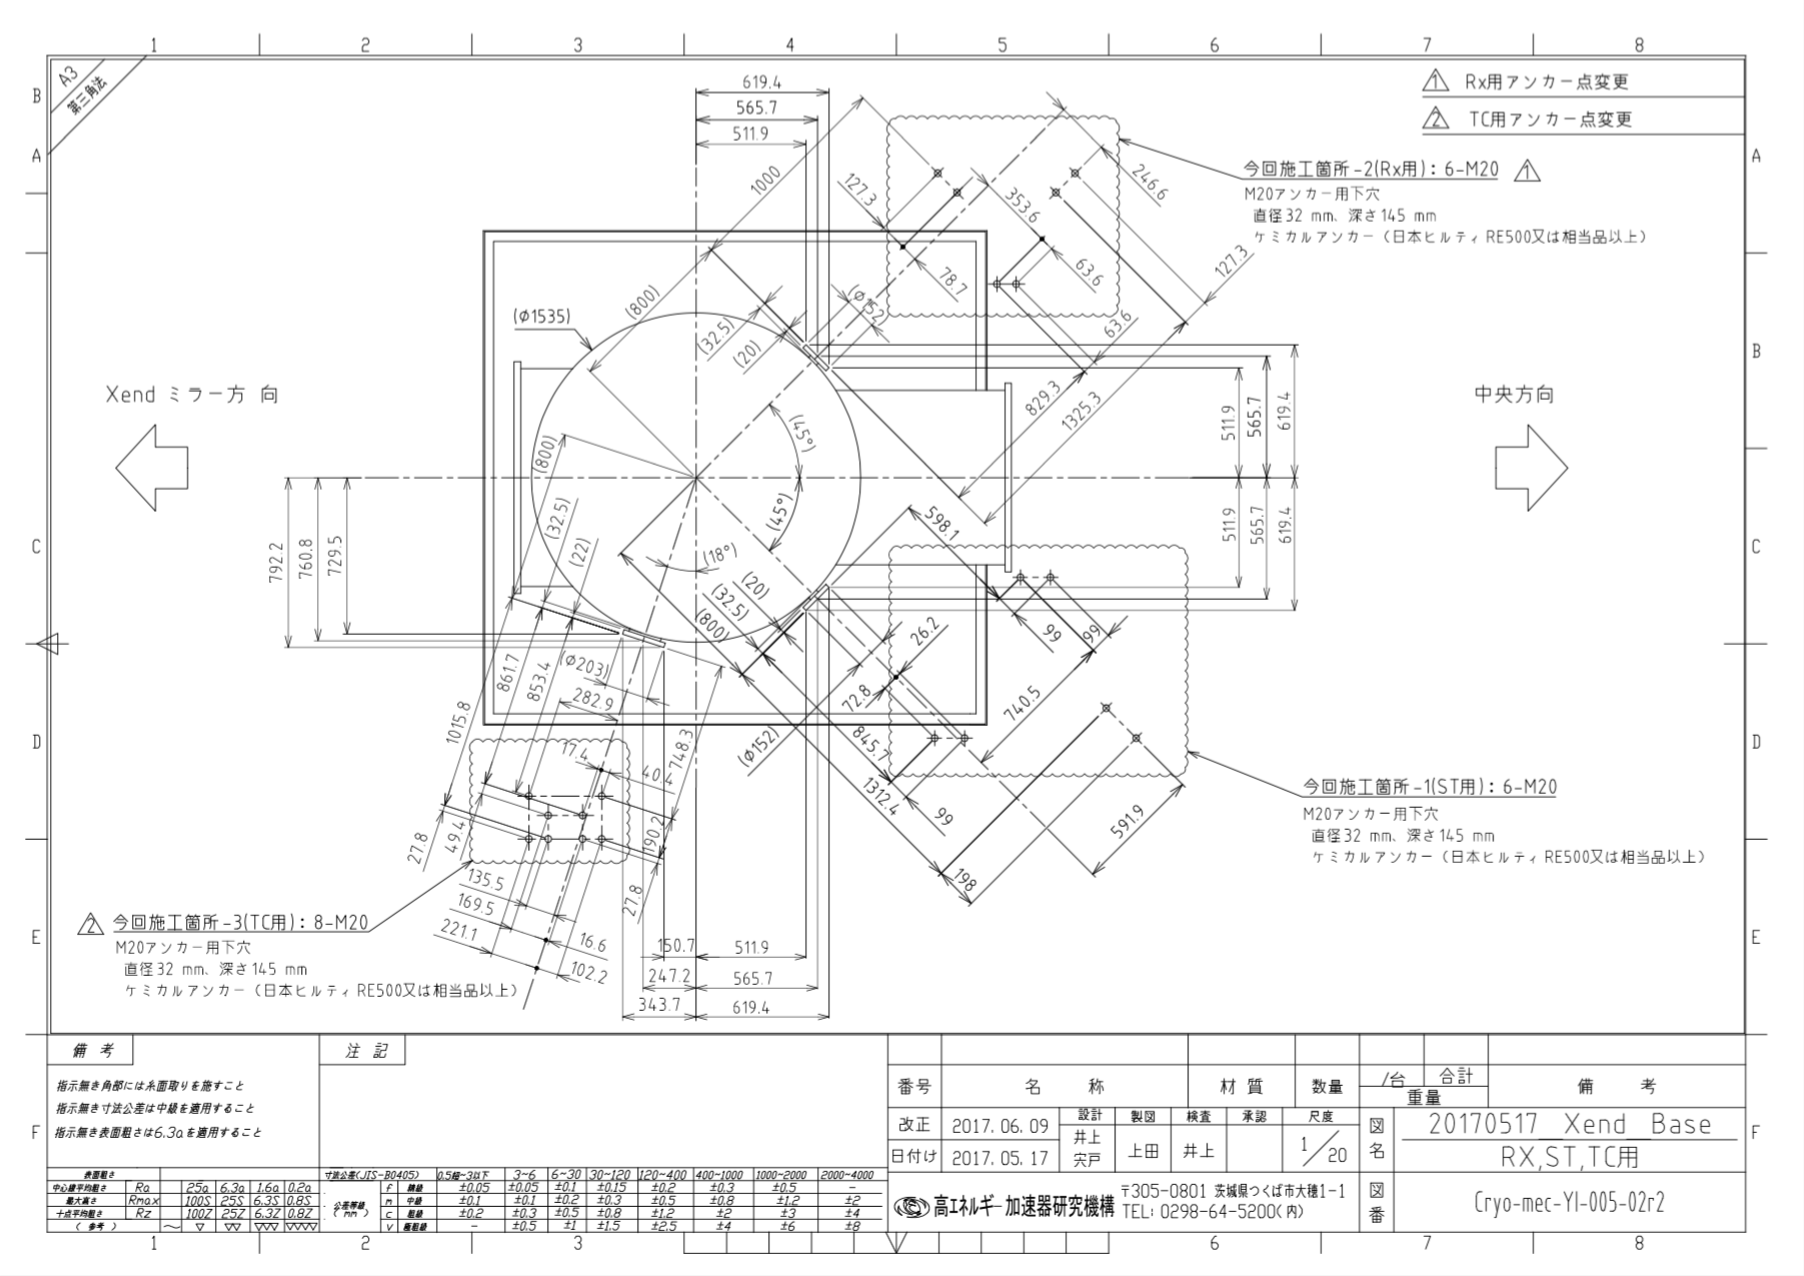 1 2 3 4 5 6 7 8
A3
第三角法
B
A
A
B
C
C
D
D
E
E
F
F
△1 Rx用アンカー点変更
△2 TC用アンカー点変更
今回施工箇所-2(Rx用):6-M20 △1
M20アンカー用下穴
直径32 mm、深さ145 mm
ケミカルアンカー(日本ヒルティRE500又は相当品以上)
619.4
565.7
511.9
1000
127.3
353.6
246.6
78.7
63.6
127.3
63.6
(φ152)
(φ1535)
(800)
(32.5)
(20)
829.3
1325.3
511.9
565.7
619.4
Xend ミラー方 向
中央方向
(45°)
(45°)
(18°)
(800)
(32.5)
(22)
792.2
760.8
729.5
511.9
565.7
619.4
598.1
(20)
(32.5)
(800)
26.2
99
99
72.8
740.5
(φ152)
845.7
1312.4
99
198
591.9
861.7
853.4
1015.8
(φ203)
282.9
748.3
17.4
40.4
190.2
27.8
49.4
27.8
135.5
169.5
221.1
16.6
102.2
150.7
511.9
247.2
565.7
343.7
619.4
今回施工箇所-1(ST用):6-M20
M20アンカー用下穴
直径32 mm、深さ145 mm
ケミカルアンカー(日本ヒルティRE500又は相当品以上)
△2 今回施工箇所-3(TC用):8-M20
M20アンカー用下穴
直径32 mm、深さ145 mm
ケミカルアンカー(日本ヒルティRE500又は相当品以上)
備 考
指示無き角部には糸面取りを施すこと
指示無き寸法公差は中級を適用すること
指示無き表面粗さは6.3aを適用すること
注 記
表面粗さ
中心線平均粗さ Ra 25a 6.3a 1.6a 0.2a
最大高さ Rmax 100S 25S 6.3S 0.8S
十点平均粗さ Rz 100Z 25Z 6.3Z 0.8Z
(参考) ~ ▽ ▽▽ ▽▽▽ ▽▽▽▽
寸法公差(JIS-B0405) 0.5超~3以下 3~6 6~30 30~120 120~400 400~1000 1000~2000 2000~4000
公差等級(mm)
f 精級 ±0.05 ±0.05 ±0.1 ±0.15 ±0.2 ±0.3 ±0.5 -
m 中級 ±0.1 ±0.1 ±0.2 ±0.3 ±0.5 ±0.8 ±1.2 ±2
c 粗級 ±0.2 ±0.3 ±0.5 ±0.8 ±1.2 ±2 ±3 ±4
v 極粗級 - ±0.5 ±1 ±1.5 ±2.5 ±4 ±6 ±8
番号 名 称 材 質 数量 /台 合計 重量 備 考
改正 2017.06.09
日付け 2017.05.17
設計 製図 検査 承認 尺度
井上 宍戸 上田 井上 1/20
図名 20170517_Xend_Base
RX,ST,TC用
高エネルギー加速器研究機構
〒305-0801 茨城県つくば市大穂1-1
TEL: 0298-64-5200(内)
図番 Cryo-mec-YI-005-02r2
1 2 3 6 7 8